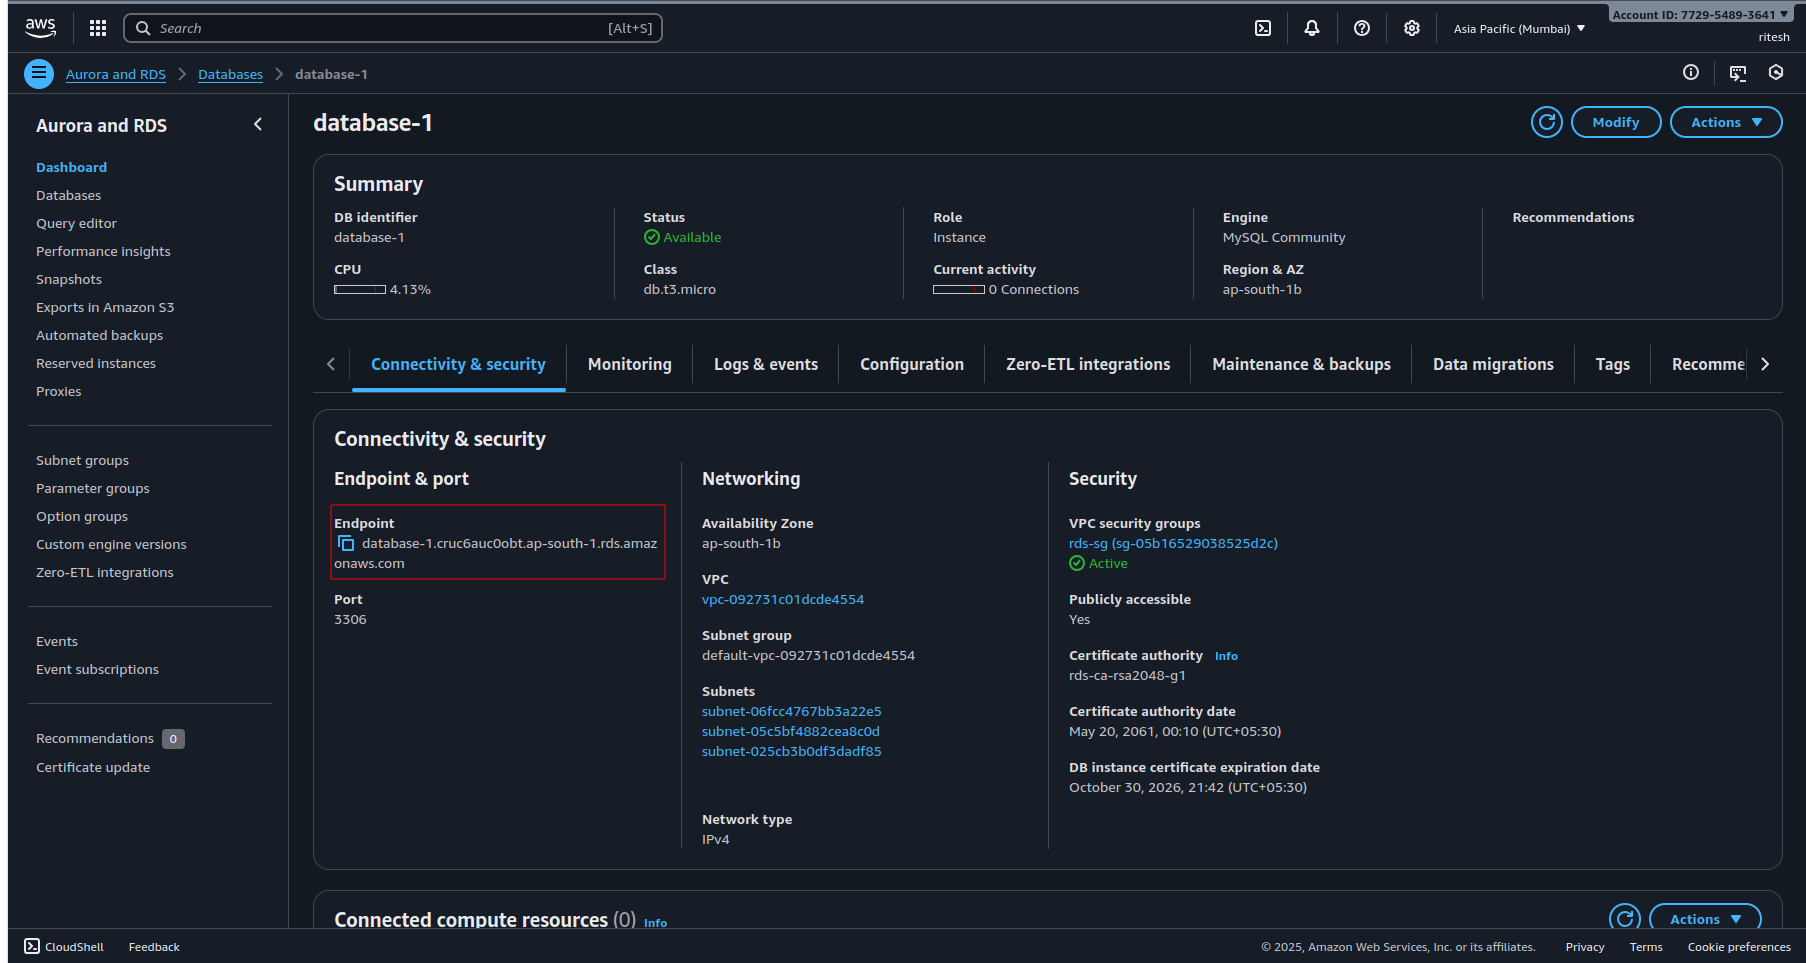 aws
Search [Alt+S]
Asia Pacific (Mumbai)
Account ID: 7729-5489-3641
ritesh
Aurora and RDS
Databases
database-1
Aurora and RDS
Dashboard
Databases
Query editor
Performance insights
Snapshots
Exports in Amazon S3
Automated backups
Reserved instances
Proxies
Subnet groups
Parameter groups
Option groups
Custom engine versions
Zero-ETL integrations
Events
Event subscriptions
Recommendations 0
Certificate update
database-1
Modify
Actions
Summary
DB identifier
database-1
CPU
4.13%
Status
Available
Class
db.t3.micro
Role
Instance
Current activity
0 Connections
Engine
MySQL Community
Region & AZ
ap-south-1b
Recommendations
Connectivity & security
Monitoring
Logs & events
Configuration
Zero-ETL integrations
Maintenance & backups
Data migrations
Tags
Recomme
Connectivity & security
Endpoint & port
Endpoint
database-1.cruc6auc0obt.ap-south-1.rds.amaz
onaws.com
Port
3306
Networking
Availability Zone
ap-south-1b
VPC
vpc-092731c01dcde4554
Subnet group
default-vpc-092731c01dcde4554
Subnets
subnet-06fcc4767bb3a22e5
subnet-05c5bf4882cea8c0d
subnet-025cb3b0df3dadf85
Network type
IPv4
Security
VPC security groups
rds-sg (sg-05b16529038525d2c)
Active
Publicly accessible
Yes
Certificate authority Info
rds-ca-rsa2048-g1
Certificate authority date
May 20, 2061, 00:10 (UTC+05:30)
DB instance certificate expiration date
October 30, 2026, 21:42 (UTC+05:30)
Connected compute resources (0) Info
Actions
CloudShell
Feedback
© 2025, Amazon Web Services, Inc. or its affiliates.
Privacy
Terms
Cookie preferences